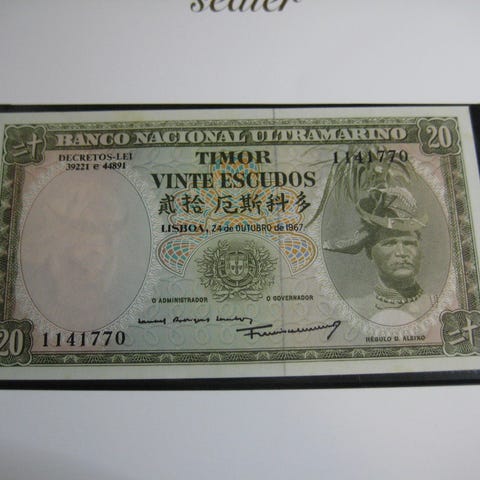 sealer
二十 BANCO NACIONAL ULTRAMARINO 20
DECRETOS-LEI
39221 e 44891
TIMOR 1141770
VINTE ESCUDOS
貳拾 厄斯科多
LISBOA, 24 de OUTUBRO de 1967
O ADMINISTRADOR O GOVERNADOR
20 1141770 二十
RÉGULO D. ALEIXO